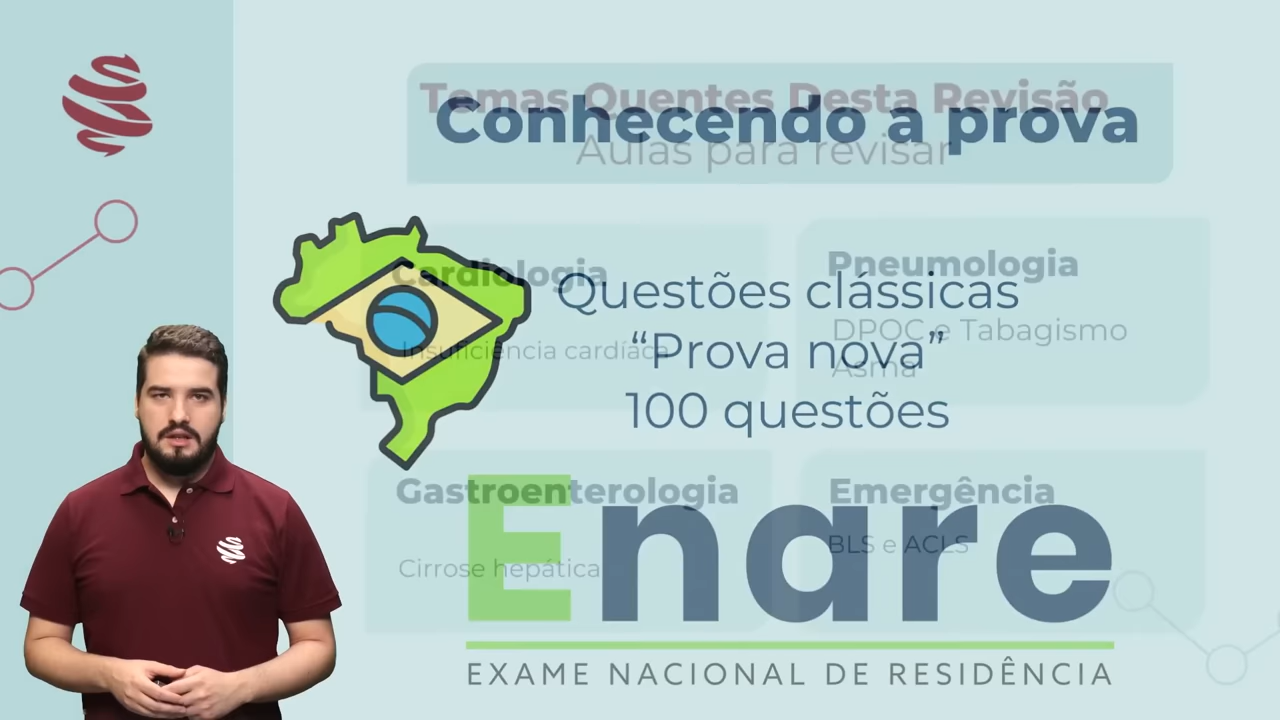 Temas Quentes Desta Revisão
Conhecendo a prova
Aulas para revisar
Cardiologia
Insuficiência cardíaca
Pneumologia
DPOC e Tabagismo
Asma
Questões clássicas
“Prova nova”
100 questões
Gastroenterologia
Cirrose hepática
Emergência
BLS e ACLS
Enare
EXAME NACIONAL DE RESIDÊNCIA